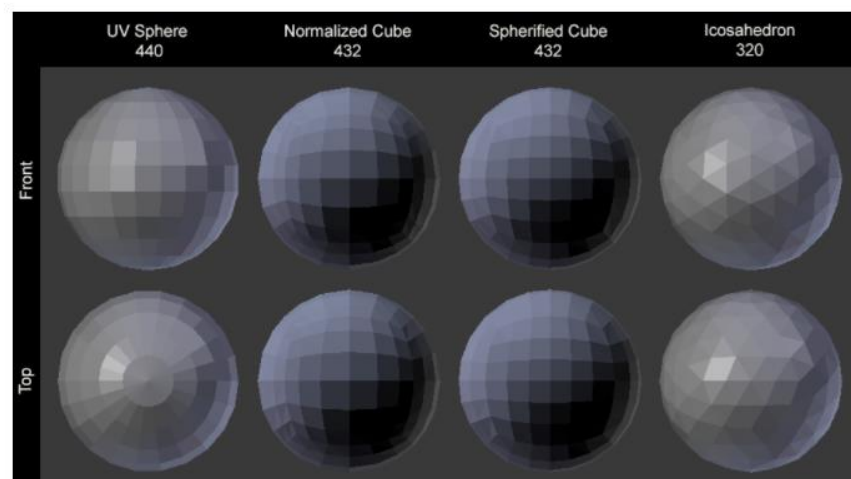 UV Sphere
440
Normalized Cube
432
Spherified Cube
432
Icosahedron
320
Front
Top